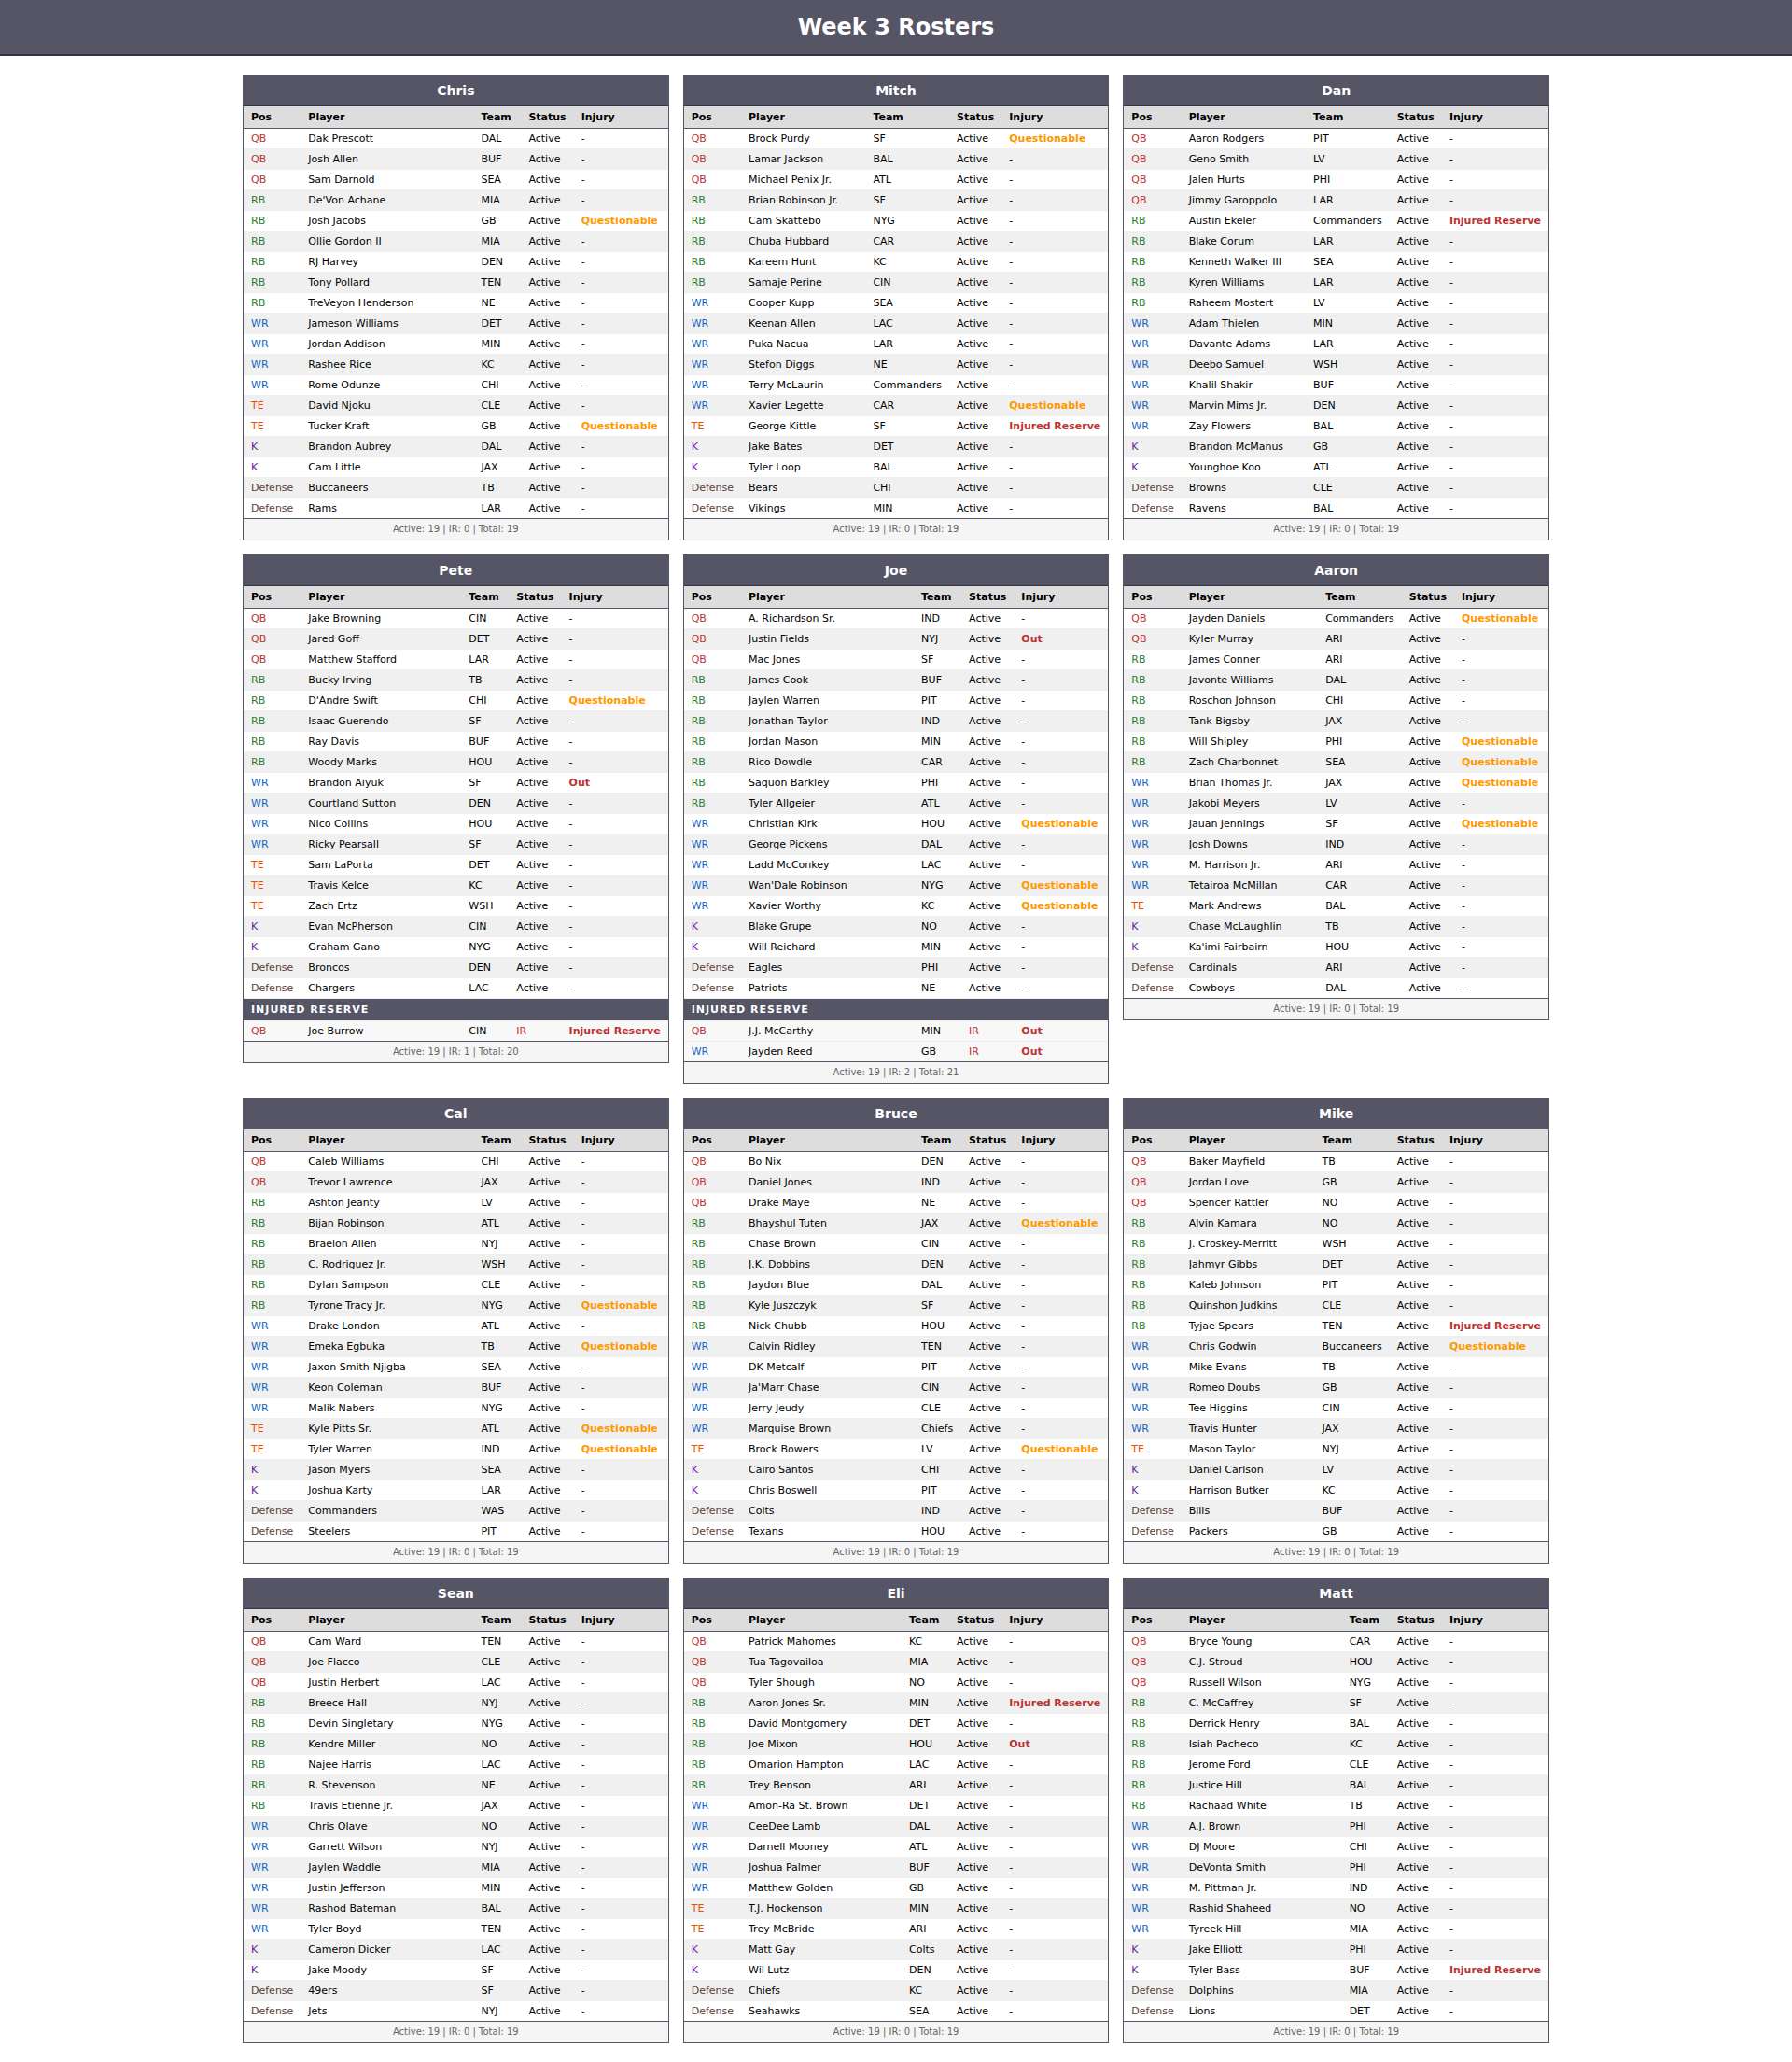 Week 3 Rosters
Chris
Pos Player Team Status Injury
QB Dak Prescott DAL Active -
QB Josh Allen BUF Active -
QB Sam Darnold SEA Active -
RB De'Von Achane MIA Active -
RB Josh Jacobs GB Active Questionable
RB Ollie Gordon II MIA Active -
RB RJ Harvey DEN Active -
RB Tony Pollard TEN Active -
RB TreVeyon Henderson NE Active -
WR Jameson Williams DET Active -
WR Jordan Addison MIN Active -
WR Rashee Rice KC Active -
WR Rome Odunze CHI Active -
TE David Njoku CLE Active -
TE Tucker Kraft GB Active Questionable
K Brandon Aubrey DAL Active -
K Cam Little JAX Active -
Defense Buccaneers TB Active -
Defense Rams LAR Active -
Active: 19 | IR: 0 | Total: 19
Mitch
Pos Player Team Status Injury
QB Brock Purdy SF Active Questionable
QB Lamar Jackson BAL Active -
QB Michael Penix Jr. ATL Active -
RB Brian Robinson Jr. SF Active -
RB Cam Skattebo NYG Active -
RB Chuba Hubbard CAR Active -
RB Kareem Hunt KC Active -
RB Samaje Perine CIN Active -
WR Cooper Kupp SEA Active -
WR Keenan Allen LAC Active -
WR Puka Nacua LAR Active -
WR Stefon Diggs NE Active -
WR Terry McLaurin Commanders Active -
WR Xavier Legette CAR Active Questionable
TE George Kittle SF Active Injured Reserve
K Jake Bates DET Active -
K Tyler Loop BAL Active -
Defense Bears CHI Active -
Defense Vikings MIN Active -
Active: 19 | IR: 0 | Total: 19
Dan
Pos Player Team Status Injury
QB Aaron Rodgers PIT Active -
QB Geno Smith LV Active -
QB Jalen Hurts PHI Active -
QB Jimmy Garoppolo LAR Active -
RB Austin Ekeler Commanders Active Injured Reserve
RB Blake Corum LAR Active -
RB Kenneth Walker III SEA Active -
RB Kyren Williams LAR Active -
RB Raheem Mostert LV Active -
WR Adam Thielen MIN Active -
WR Davante Adams LAR Active -
WR Deebo Samuel WSH Active -
WR Khalil Shakir BUF Active -
WR Marvin Mims Jr. DEN Active -
WR Zay Flowers BAL Active -
K Brandon McManus GB Active -
K Younghoe Koo ATL Active -
Defense Browns CLE Active -
Defense Ravens BAL Active -
Active: 19 | IR: 0 | Total: 19
Pete
Pos Player Team Status Injury
QB Jake Browning CIN Active -
QB Jared Goff DET Active -
QB Matthew Stafford LAR Active -
RB Bucky Irving TB Active -
RB D'Andre Swift CHI Active Questionable
RB Isaac Guerendo SF Active -
RB Ray Davis BUF Active -
RB Woody Marks HOU Active -
WR Brandon Aiyuk SF Active Out
WR Courtland Sutton DEN Active -
WR Nico Collins HOU Active -
WR Ricky Pearsall SF Active -
TE Sam LaPorta DET Active -
TE Travis Kelce KC Active -
TE Zach Ertz WSH Active -
K Evan McPherson CIN Active -
K Graham Gano NYG Active -
Defense Broncos DEN Active -
Defense Chargers LAC Active -
INJURED RESERVE
QB Joe Burrow CIN IR Injured Reserve
Active: 19 | IR: 1 | Total: 20
Joe
Pos Player Team Status Injury
QB A. Richardson Sr. IND Active -
QB Justin Fields NYJ Active Out
QB Mac Jones SF Active -
RB James Cook BUF Active -
RB Jaylen Warren PIT Active -
RB Jonathan Taylor IND Active -
RB Jordan Mason MIN Active -
RB Rico Dowdle CAR Active -
RB Saquon Barkley PHI Active -
RB Tyler Allgeier ATL Active -
WR Christian Kirk HOU Active Questionable
WR George Pickens DAL Active -
WR Ladd McConkey LAC Active -
WR Wan'Dale Robinson NYG Active Questionable
WR Xavier Worthy KC Active Questionable
K Blake Grupe NO Active -
K Will Reichard MIN Active -
Defense Eagles PHI Active -
Defense Patriots NE Active -
INJURED RESERVE
QB J.J. McCarthy MIN IR Out
WR Jayden Reed GB IR Out
Active: 19 | IR: 2 | Total: 21
Aaron
Pos Player Team Status Injury
QB Jayden Daniels Commanders Active Questionable
QB Kyler Murray ARI Active -
RB James Conner ARI Active -
RB Javonte Williams DAL Active -
RB Roschon Johnson CHI Active -
RB Tank Bigsby JAX Active -
RB Will Shipley PHI Active Questionable
RB Zach Charbonnet SEA Active Questionable
WR Brian Thomas Jr. JAX Active Questionable
WR Jakobi Meyers LV Active -
WR Jauan Jennings SF Active Questionable
WR Josh Downs IND Active -
WR M. Harrison Jr. ARI Active -
WR Tetairoa McMillan CAR Active -
TE Mark Andrews BAL Active -
K Chase McLaughlin TB Active -
K Ka'imi Fairbairn HOU Active -
Defense Cardinals ARI Active -
Defense Cowboys DAL Active -
Active: 19 | IR: 0 | Total: 19
Cal
Pos Player Team Status Injury
QB Caleb Williams CHI Active -
QB Trevor Lawrence JAX Active -
RB Ashton Jeanty LV Active -
RB Bijan Robinson ATL Active -
RB Braelon Allen NYJ Active -
RB C. Rodriguez Jr. WSH Active -
RB Dylan Sampson CLE Active -
RB Tyrone Tracy Jr. NYG Active Questionable
WR Drake London ATL Active -
WR Emeka Egbuka TB Active Questionable
WR Jaxon Smith-Njigba SEA Active -
WR Keon Coleman BUF Active -
WR Malik Nabers NYG Active -
TE Kyle Pitts Sr. ATL Active Questionable
TE Tyler Warren IND Active Questionable
K Jason Myers SEA Active -
K Joshua Karty LAR Active -
Defense Commanders WAS Active -
Defense Steelers PIT Active -
Active: 19 | IR: 0 | Total: 19
Bruce
Pos Player Team Status Injury
QB Bo Nix DEN Active -
QB Daniel Jones IND Active -
QB Drake Maye NE Active -
RB Bhayshul Tuten JAX Active Questionable
RB Chase Brown CIN Active -
RB J.K. Dobbins DEN Active -
RB Jaydon Blue DAL Active -
RB Kyle Juszczyk SF Active -
RB Nick Chubb HOU Active -
WR Calvin Ridley TEN Active -
WR DK Metcalf PIT Active -
WR Ja'Marr Chase CIN Active -
WR Jerry Jeudy CLE Active -
WR Marquise Brown Chiefs Active -
TE Brock Bowers LV Active Questionable
K Cairo Santos CHI Active -
K Chris Boswell PIT Active -
Defense Colts IND Active -
Defense Texans HOU Active -
Active: 19 | IR: 0 | Total: 19
Mike
Pos Player Team Status Injury
QB Baker Mayfield TB Active -
QB Jordan Love GB Active -
QB Spencer Rattler NO Active -
RB Alvin Kamara NO Active -
RB J. Croskey-Merritt WSH Active -
RB Jahmyr Gibbs DET Active -
RB Kaleb Johnson PIT Active -
RB Quinshon Judkins CLE Active -
RB Tyjae Spears TEN Active Injured Reserve
WR Chris Godwin Buccaneers Active Questionable
WR Mike Evans TB Active -
WR Romeo Doubs GB Active -
WR Tee Higgins CIN Active -
WR Travis Hunter JAX Active -
TE Mason Taylor NYJ Active -
K Daniel Carlson LV Active -
K Harrison Butker KC Active -
Defense Bills BUF Active -
Defense Packers GB Active -
Active: 19 | IR: 0 | Total: 19
Sean
Pos Player Team Status Injury
QB Cam Ward TEN Active -
QB Joe Flacco CLE Active -
QB Justin Herbert LAC Active -
RB Breece Hall NYJ Active -
RB Devin Singletary NYG Active -
RB Kendre Miller NO Active -
RB Najee Harris LAC Active -
RB R. Stevenson NE Active -
RB Travis Etienne Jr. JAX Active -
WR Chris Olave NO Active -
WR Garrett Wilson NYJ Active -
WR Jaylen Waddle MIA Active -
WR Justin Jefferson MIN Active -
WR Rashod Bateman BAL Active -
WR Tyler Boyd TEN Active -
K Cameron Dicker LAC Active -
K Jake Moody SF Active -
Defense 49ers SF Active -
Defense Jets NYJ Active -
Active: 19 | IR: 0 | Total: 19
Eli
Pos Player Team Status Injury
QB Patrick Mahomes KC Active -
QB Tua Tagovailoa MIA Active -
QB Tyler Shough NO Active -
RB Aaron Jones Sr. MIN Active Injured Reserve
RB David Montgomery DET Active -
RB Joe Mixon HOU Active Out
RB Omarion Hampton LAC Active -
RB Trey Benson ARI Active -
WR Amon-Ra St. Brown DET Active -
WR CeeDee Lamb DAL Active -
WR Darnell Mooney ATL Active -
WR Joshua Palmer BUF Active -
WR Matthew Golden GB Active -
TE T.J. Hockenson MIN Active -
TE Trey McBride ARI Active -
K Matt Gay Colts Active -
K Wil Lutz DEN Active -
Defense Chiefs KC Active -
Defense Seahawks SEA Active -
Active: 19 | IR: 0 | Total: 19
Matt
Pos Player Team Status Injury
QB Bryce Young CAR Active -
QB C.J. Stroud HOU Active -
QB Russell Wilson NYG Active -
RB C. McCaffrey SF Active -
RB Derrick Henry BAL Active -
RB Isiah Pacheco KC Active -
RB Jerome Ford CLE Active -
RB Justice Hill BAL Active -
RB Rachaad White TB Active -
WR A.J. Brown PHI Active -
WR DJ Moore CHI Active -
WR DeVonta Smith PHI Active -
WR M. Pittman Jr. IND Active -
WR Rashid Shaheed NO Active -
WR Tyreek Hill MIA Active -
K Jake Elliott PHI Active -
K Tyler Bass BUF Active Injured Reserve
Defense Dolphins MIA Active -
Defense Lions DET Active -
Active: 19 | IR: 0 | Total: 19